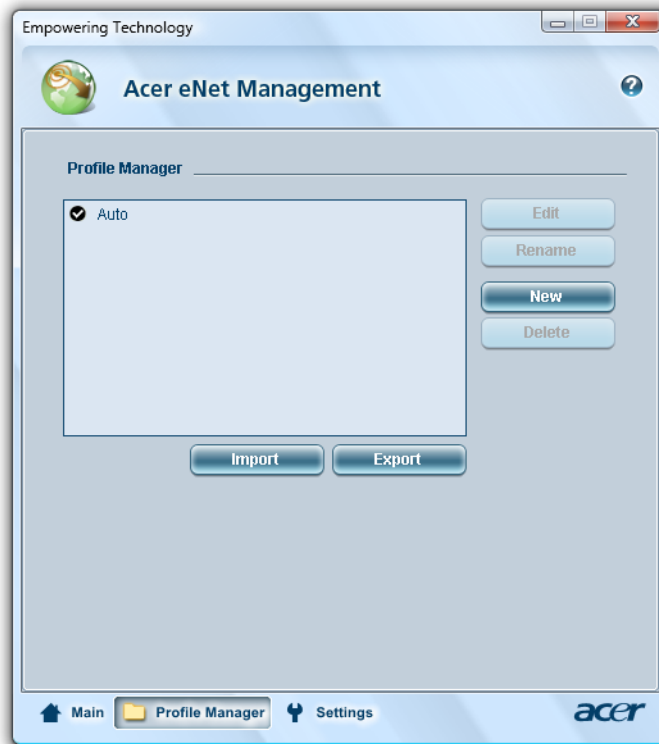 Empowering Technology
Acer eNet Management
Profile Manager
Auto
Edit
Rename
New
Delete
Import
Export
Main
Profile Manager
Settings
acer